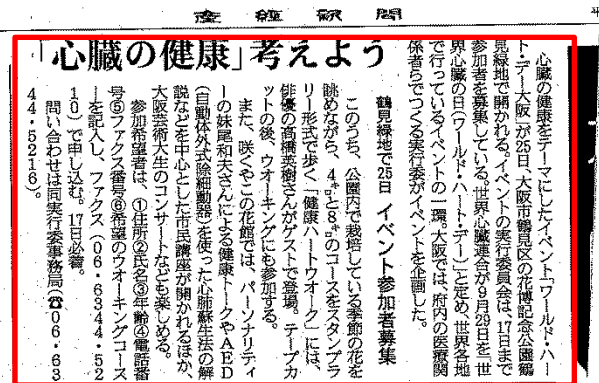 産經新聞
「心臓の健康」考えよう
鶴見緑地で25日 イベント参加者募集
心臓の健康をテーマにしたイベント「ワールド・ハー
ト・デー大阪」が25日、大阪市鶴見区の花博記念公園鶴
見緑地で開かれる。イベントの実行委員会は、17日まで
参加者を募集している。世界心臓連合が9月29日を「世
界心臓の日(ワールド・ハート・デー)」と定め、世界各地
で行っているイベントの一環。大阪では、府内の医療関
係者らでつくる実行委がイベントを企画した。
このうち、公園内で栽培している季節の花を
眺めながら、4㌔と8㌔のコースをスタンプラ
リー形式で歩く「健康ハートウオーク」には、
俳優の高橋英樹さんがゲストで登場。テープカ
ットの後、ウオーキングにも参加する。
また、咲くやこの花館では、パーソナリティ
ーの妹尾和夫さんによる健康トークやAED
(自動体外式除細動器)を使った心肺蘇生法の解
説などを中心とした市民講座が開かれるほか、
大阪芸術大生のコンサートなども楽しめる。
参加希望者は、①住所②氏名③年齢④電話番
号⑤ファクス番号⑥希望のウオーキングコース
ーを記入し、ファクス(06・6344・52
10)で申し込む。17日必着。
問い合わせは同実行委事務局(☎06・63
44・5216)。